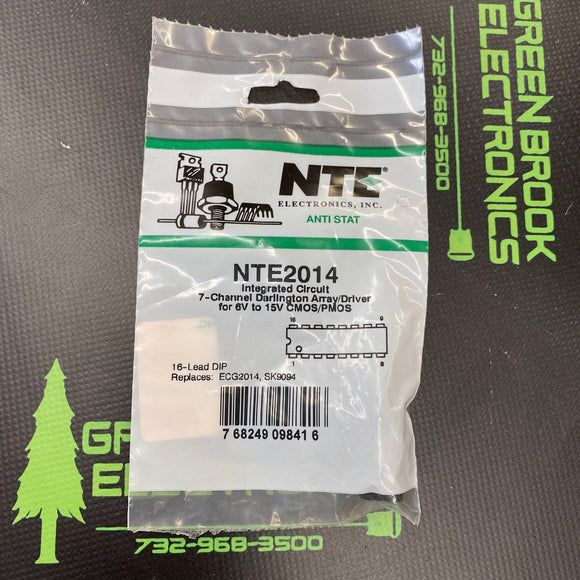 NTE
ELECTRONICS, INC.
ANTI STAT
NTE2014
Integrated Circuit
7-Channel Darlington Array/Driver
for 6V to 15V CMOS/PMOS
16 9
1 8
16-Lead DIP
Replaces: ECG2014, SK9094
7 68249 09841 6
GREEN BROOK
ELECTRONICS
732-968-3500
732-968-3500